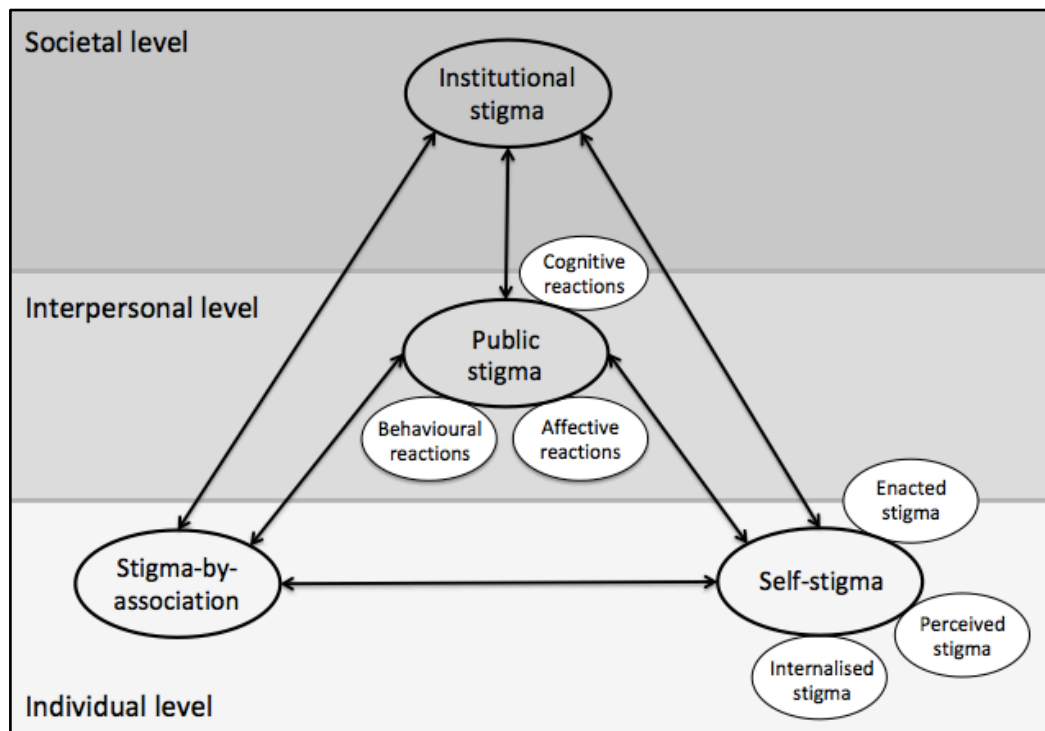 Societal level
Institutional
stigma
Cognitive
reactions
Interpersonal level
Public
stigma
Behavioural
reactions
Affective
reactions
Enacted
stigma
Stigma-by-
association
Self-stigma
Perceived
stigma
Internalised
stigma
Individual level